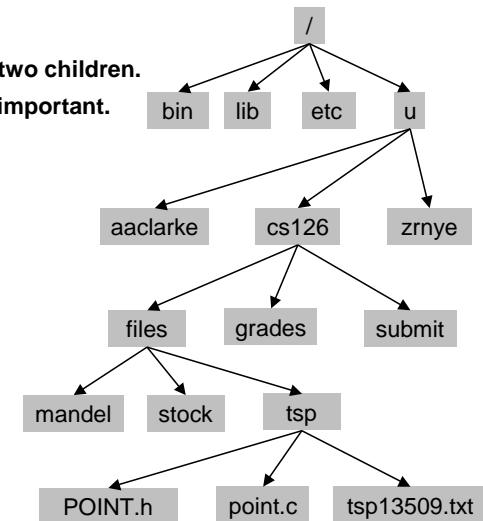 /
two children.
important.
bin lib etc u
aaclarke cs126 zrnye
files grades submit
mandel stock tsp
POINT.h point.c tsp13509.txt